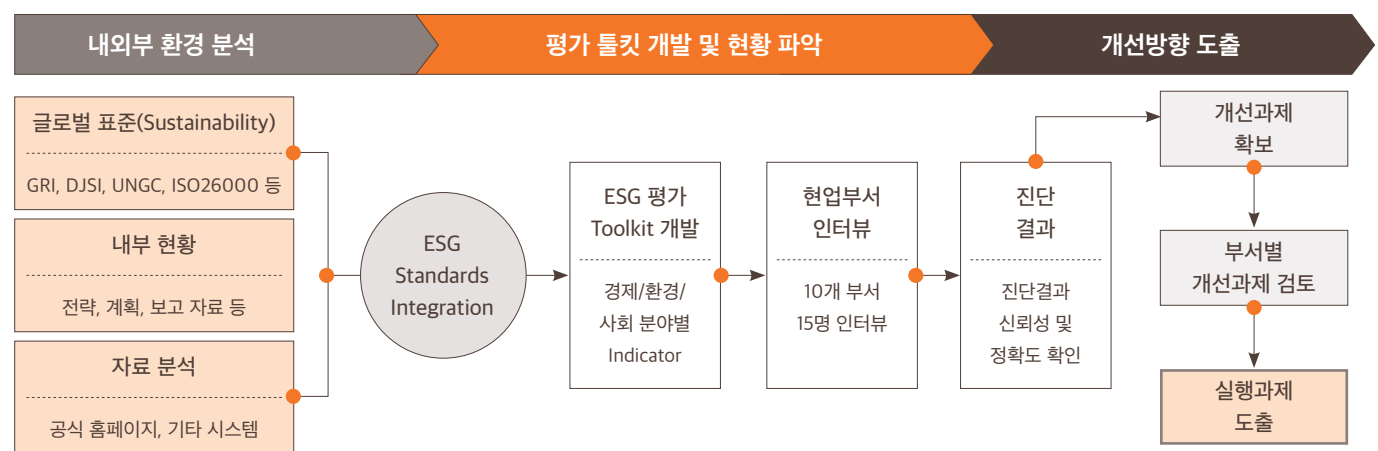 내외부 환경 분석
평가 툴킷 개발 및 현황 파악
개선방향 도출
글로벌 표준(Sustainability)
GRI, DJSI, UNGC, ISO26000 등
내부 현황
전략, 계획, 보고 자료 등
자료 분석
공식 홈페이지, 기타 시스템
ESG
Standards
Integration
ESG 평가
Toolkit 개발
경제/환경/
사회 분야별
Indicator
현업부서
인터뷰
10개 부서
15명 인터뷰
진단
결과
진단결과
신뢰성 및
정확도 확인
개선과제
확보
부서별
개선과제 검토
실행과제
도출